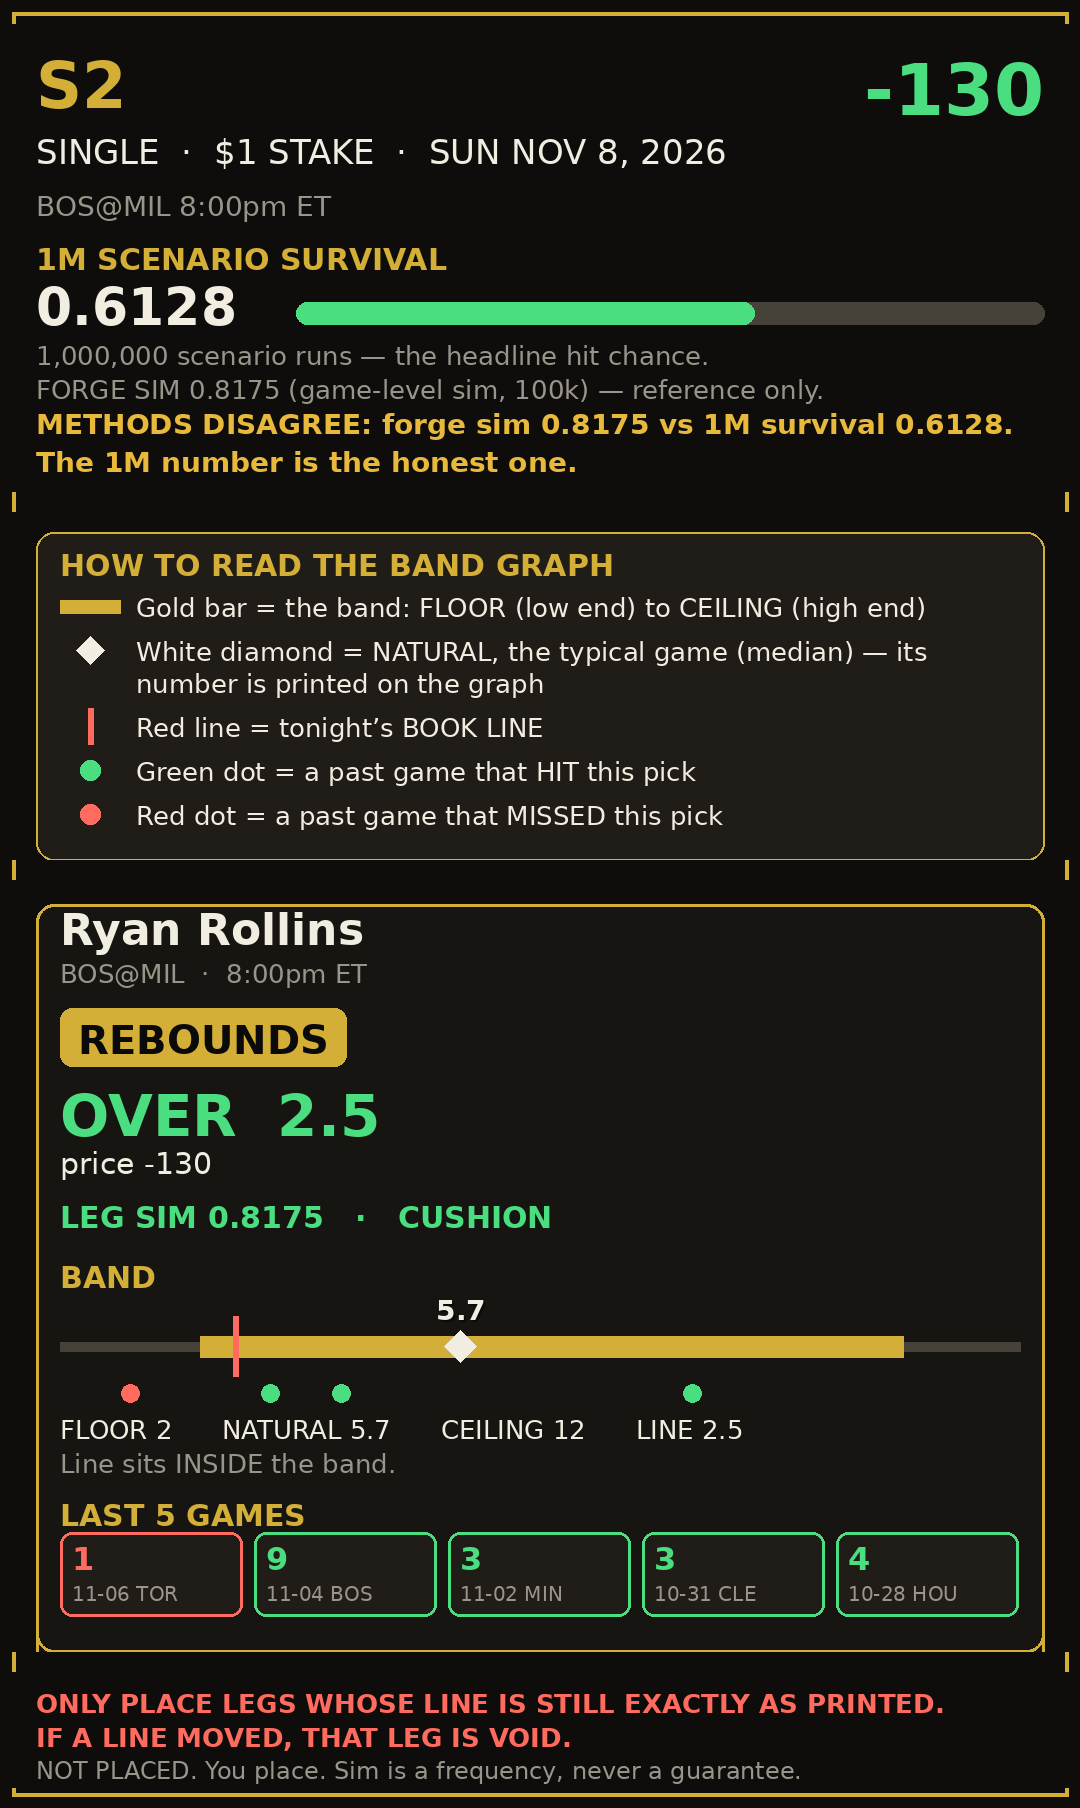 S2
-130
SINGLE · $1 STAKE · SUN NOV 8, 2026
BOS@MIL 8:00pm ET
1M SCENARIO SURVIVAL
0.6128
1,000,000 scenario runs — the headline hit chance.
FORGE SIM 0.8175 (game-level sim, 100k) — reference only.
METHODS DISAGREE: forge sim 0.8175 vs 1M survival 0.6128.
The 1M number is the honest one.
HOW TO READ THE BAND GRAPH
Gold bar = the band: FLOOR (low end) to CEILING (high end)
White diamond = NATURAL, the typical game (median) — its
number is printed on the graph
Red line = tonight’s BOOK LINE
Green dot = a past game that HIT this pick
Red dot = a past game that MISSED this pick
Ryan Rollins
BOS@MIL · 8:00pm ET
REBOUNDS
OVER 2.5
price -130
LEG SIM 0.8175 · CUSHION
BAND
5.7
FLOOR 2 NATURAL 5.7 CEILING 12 LINE 2.5
Line sits INSIDE the band.
LAST 5 GAMES
1 9 3 3 4
11-06 TOR 11-04 BOS 11-02 MIN 10-31 CLE 10-28 HOU
ONLY PLACE LEGS WHOSE LINE IS STILL EXACTLY AS PRINTED.
IF A LINE MOVED, THAT LEG IS VOID.
NOT PLACED. You place. Sim is a frequency, never a guarantee.